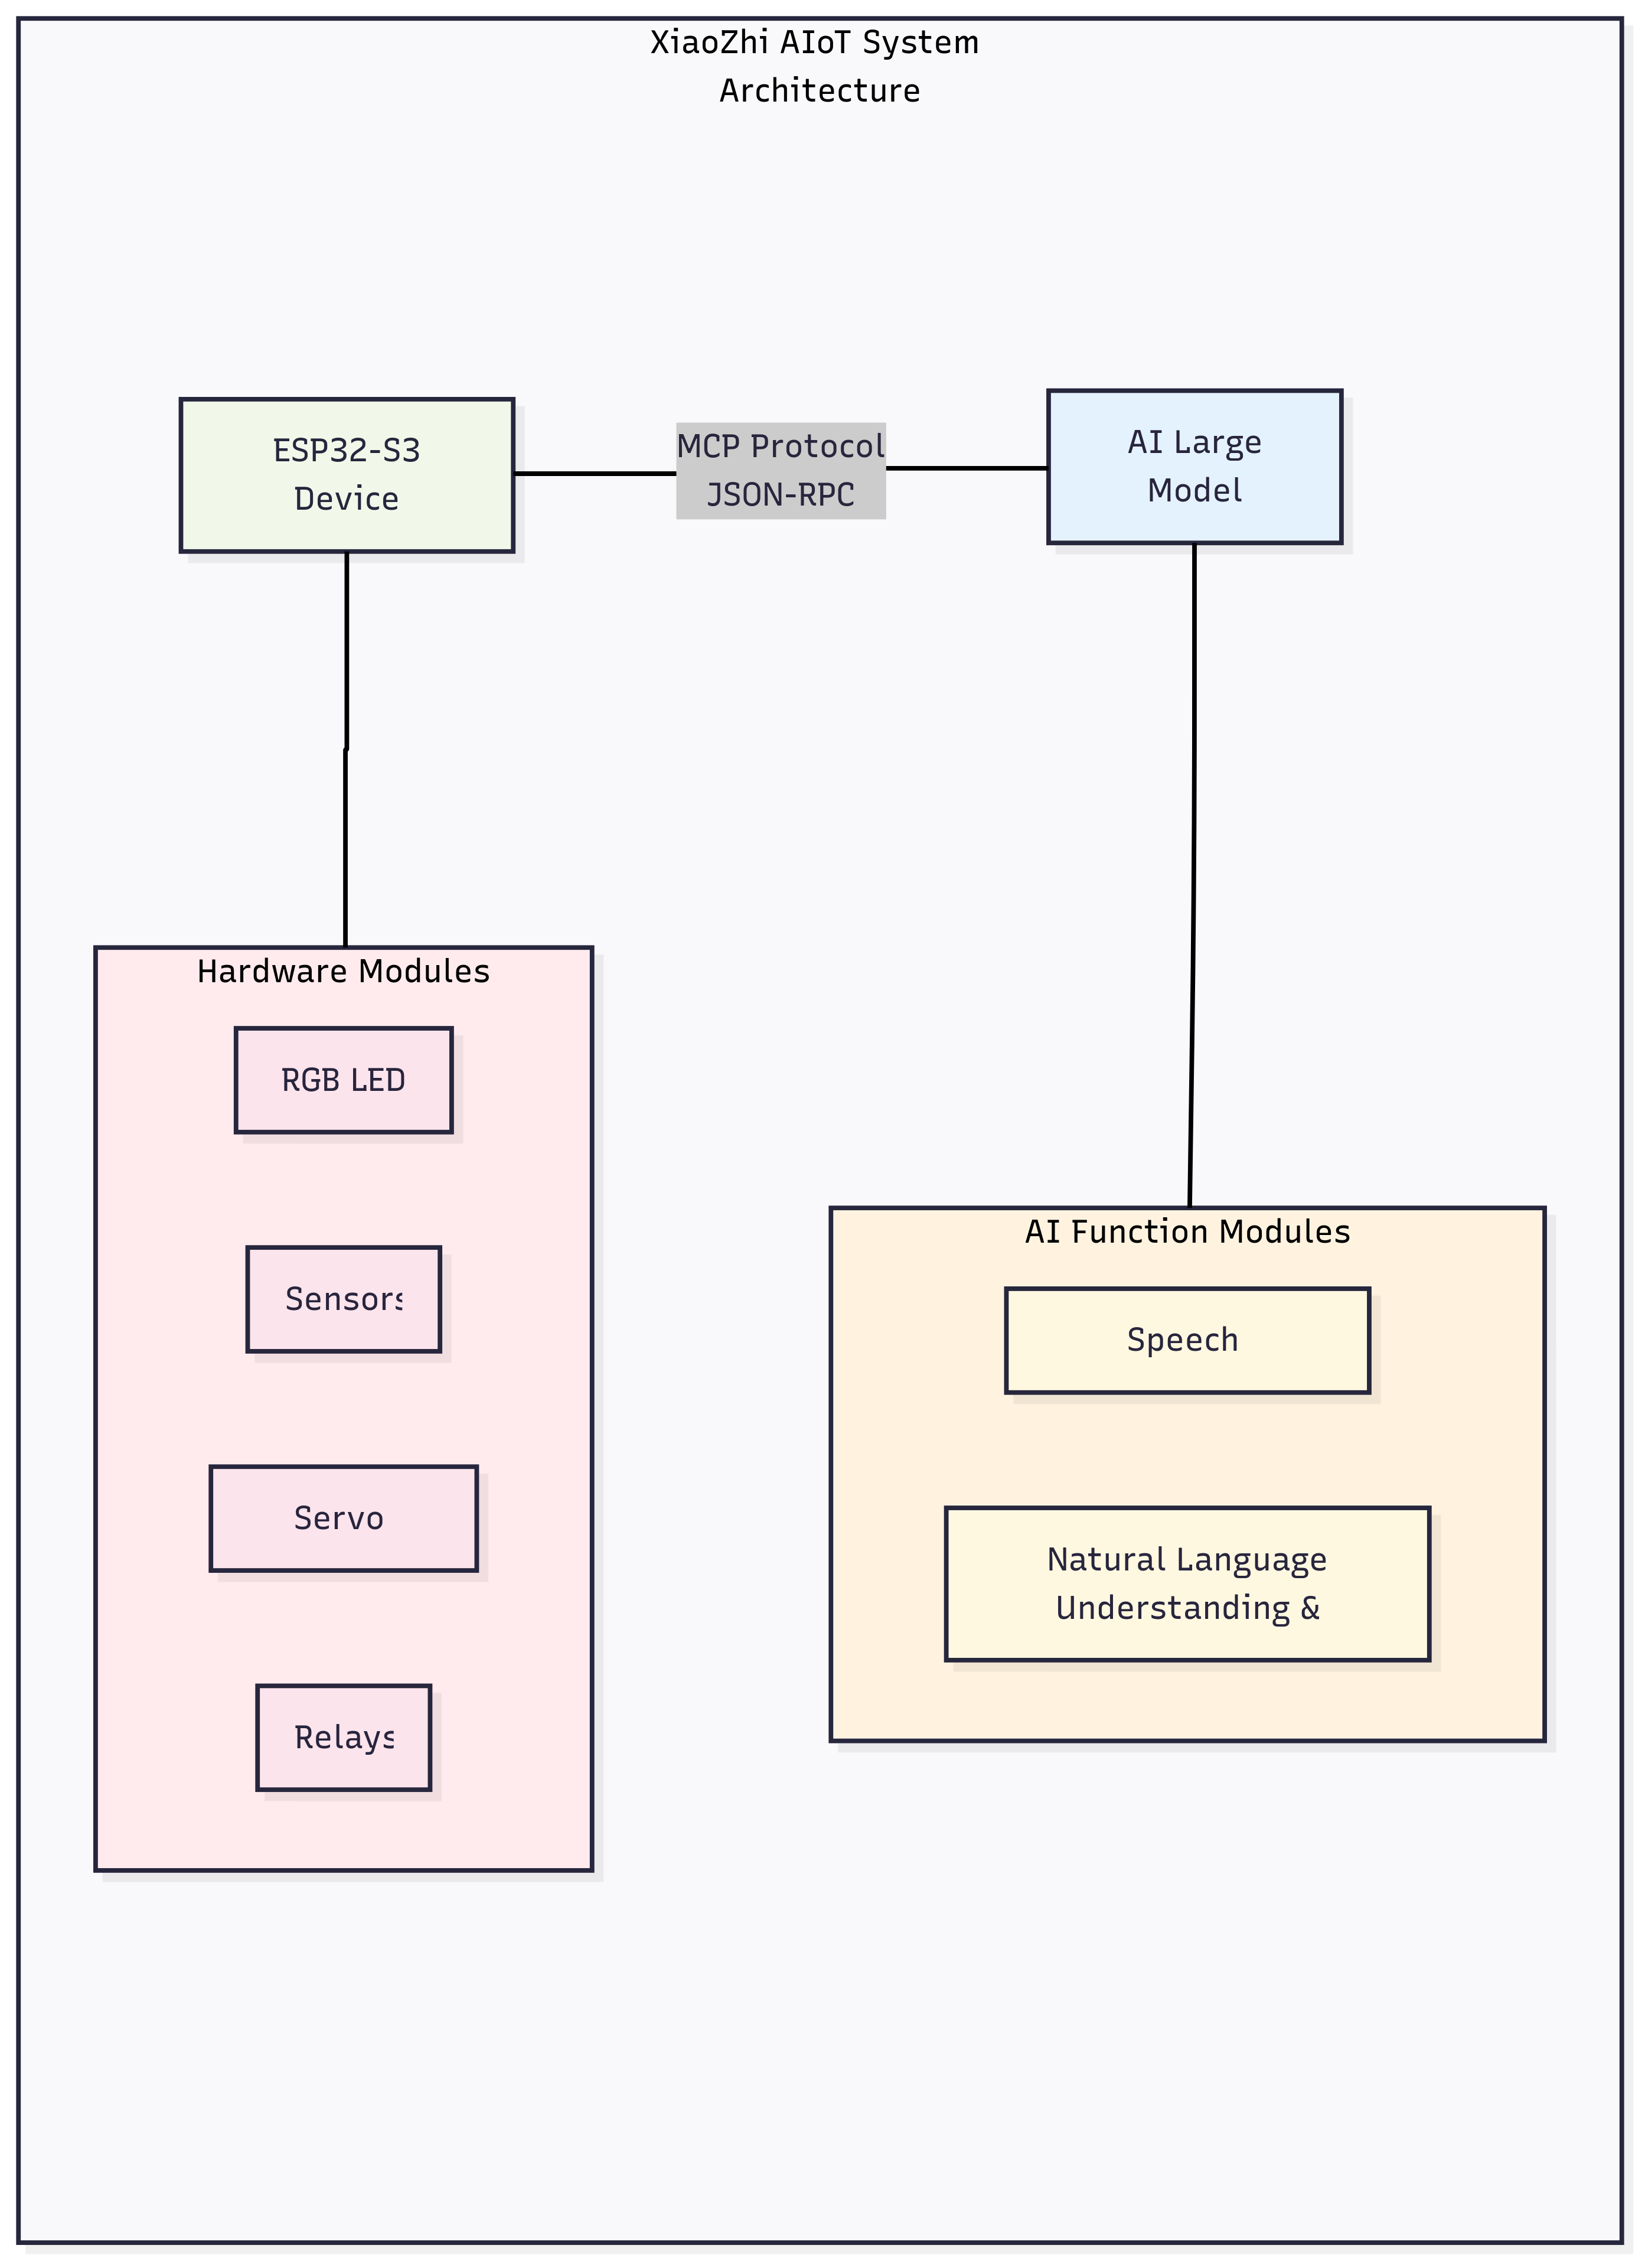 XiaoZhi AIoT System
Architecture
ESP32-S3
Device
MCP Protocol
JSON-RPC
AI Large
Model
Hardware Modules
RGB LED
Sensors
Servo
Relays
AI Function Modules
Speech
Natural Language
Understanding &